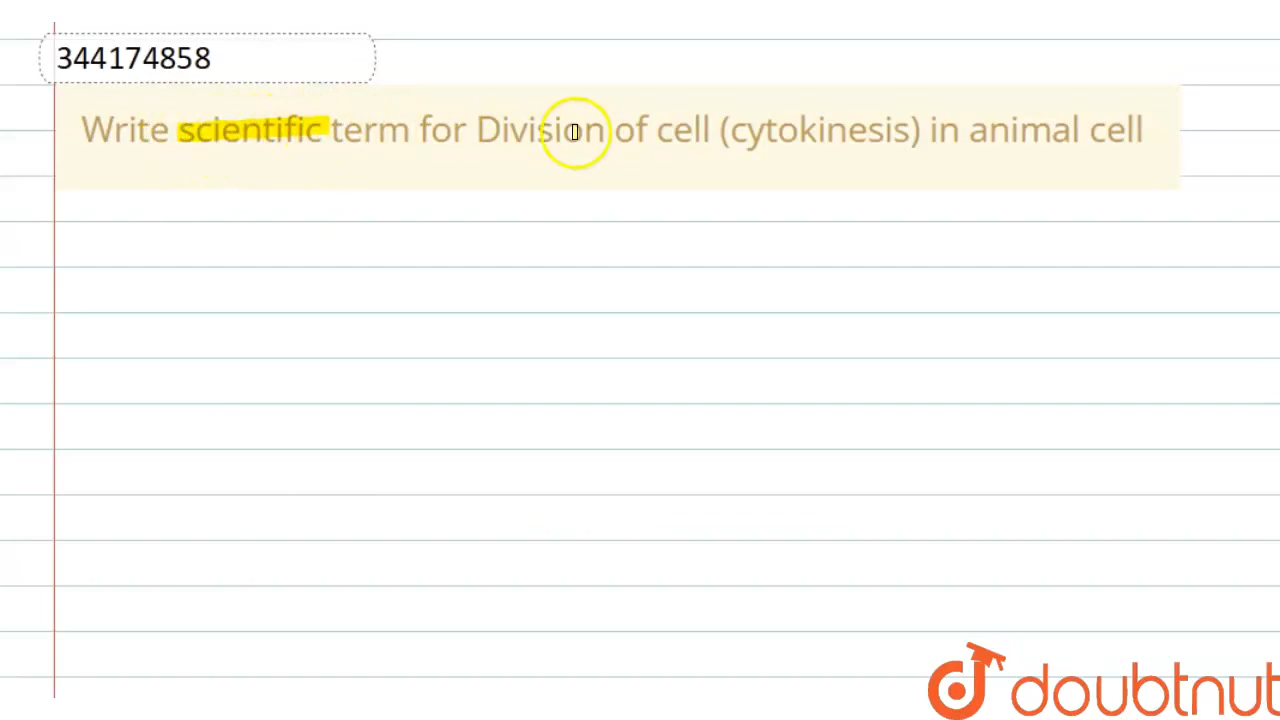 344174858
Write scientific term for Division of cell (cytokinesis) in animal cell
doubtnut